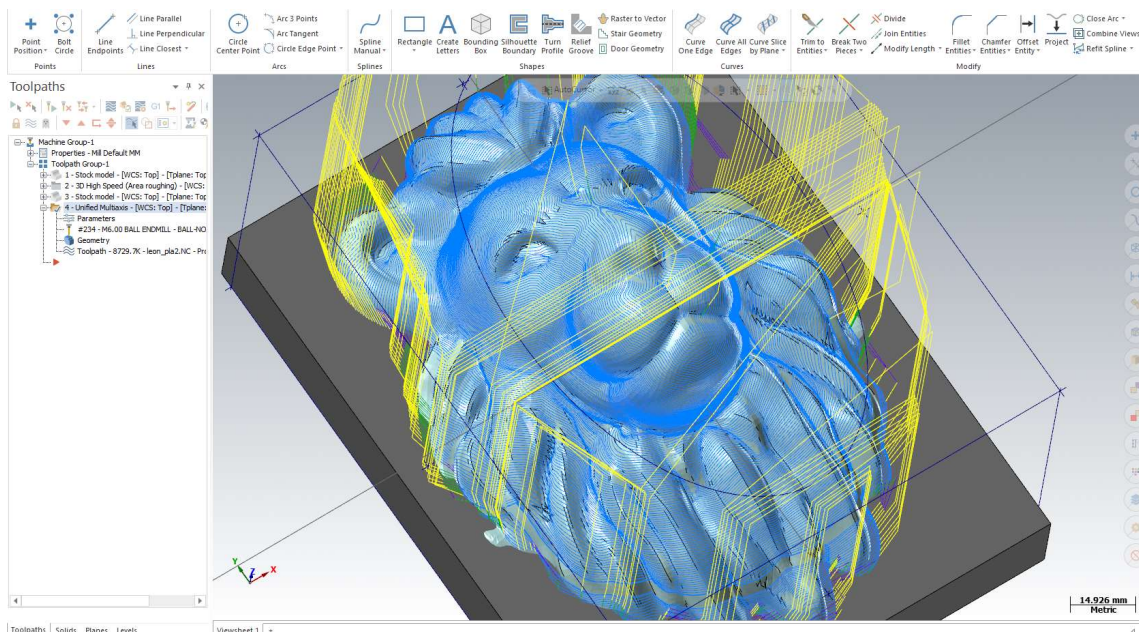 Point Position
Bolt Circle
Line Endpoints
Line Parallel
Line Perpendicular
Line Closest
Circle Center Point
Arc 3 Points
Arc Tangent
Circle Edge Point
Spline Manual
Rectangle
Create Letters
Bounding Box
Silhouette Boundary
Turn Profile
Relief Groove
Raster to Vector
Stair Geometry
Door Geometry
Curve One Edge
Curve All Edges
Curve Slice by Plane
Trim to Entities
Break Two Pieces
Divide
Join Entities
Modify Length
Fillet Entities
Chamfer Entities
Offset Entity
Project
Close Arc
Combine Views
Refit Spline
Points
Lines
Arcs
Splines
Shapes
Curves
Modify
Toolpaths
G1
AutoCursor
Machine Group-1
Properties - Mill Default MM
Toolpath Group-1
1 - Stock model - [WCS: Top] - [Tplane: Top
2 - 3D High Speed (Area roughing) - [WCS:
3 - Stock model - [WCS: Top] - [Tplane: Top
4 - Unified Multiaxis - [WCS: Top] - [Tplane:
Parameters
#234 - M6.00 BALL ENDMILL - BALL-NO
Geometry
Toolpath - 8729.7K - leon_pla2.NC - Pr
Y
Z
X
14.926 mm
Metric
Toolpaths Solids Planes Levels
Viewsheet 1